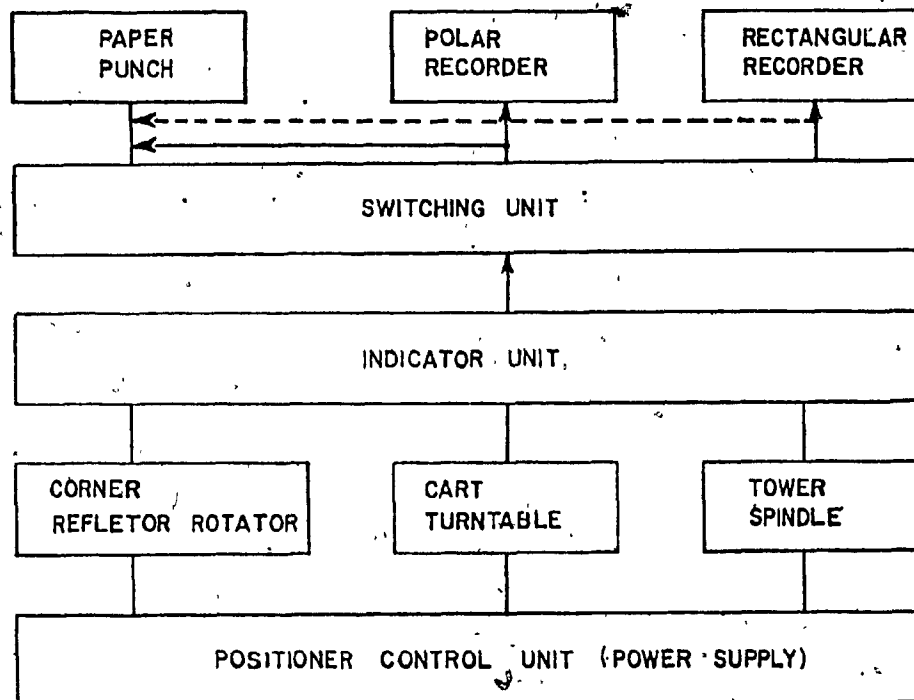 PAPER
PUNCH
POLAR
RECORDER
RECTANGULAR
RECORDER
SWITCHING UNIT
INDICATOR UNIT
CORNER
REFLETOR ROTATOR
CART
TURNTABLE
TOWER
SPINDLE
POSITIONER CONTROL UNIT (POWER SUPPLY)